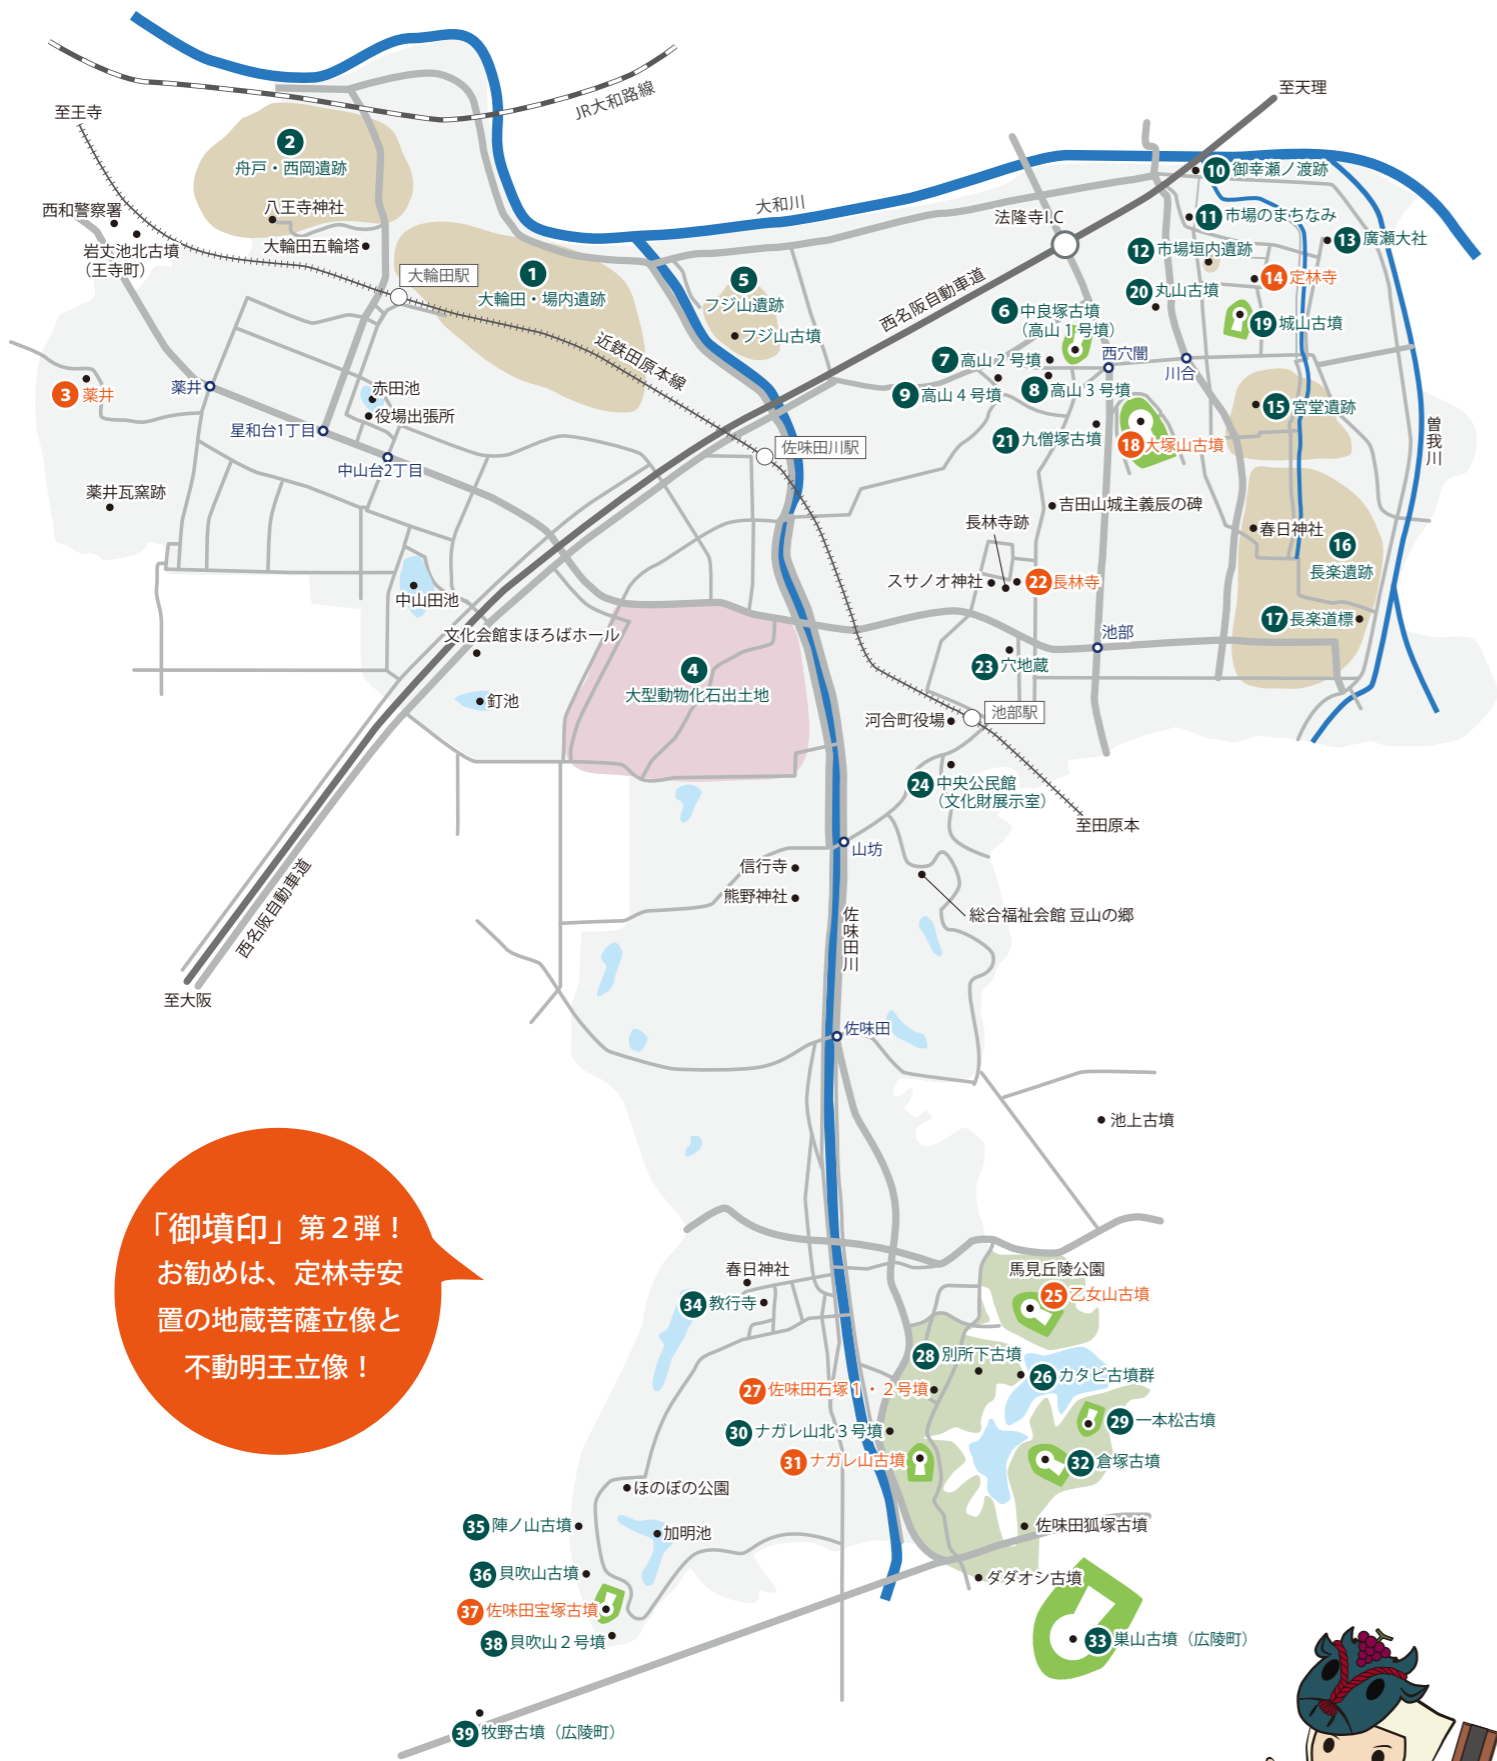 JR大和路線
至天理
至王寺
2
舟戸・西岡遺跡
10 御幸瀬ノ渡跡
西和警察署
八王寺神社
大和川
法隆寺I.C
11 市場のまちなみ
岩丈池北古墳
（王寺町）
大輪田五輪塔
13 廣瀬大社
12 市場垣内遺跡
大輪田駅
1
大輪田・場内遺跡
5
フジ山遺跡
14 定林寺
20 丸山古墳
西名阪自動車道
6 中良塚古墳
（高山1号墳）
19 城山古墳
フジ山古墳
近鉄田原本線
7 高山2号墳
西穴闇
川合
3 薬井
薬井
赤田池
9 高山4号墳
8 高山3号墳
15 宮堂遺跡
役場出張所
星和台1丁目
21 九僧塚古墳
18 大塚山古墳
曽我川
佐味田川駅
中山台2丁目
薬井瓦窯跡
吉田山城主義辰の碑
長林寺跡
春日神社
16
長楽遺跡
スサノオ神社
22 長林寺
中山田池
17 長楽道標
文化会館まほろばホール
池部
4
大型動物化石出土地
23 穴地蔵
釘池
河合町役場
池部駅
24 中央公民館
（文化財展示室）
至田原本
山坊
信行寺
熊野神社
西名阪自動車道
佐味田川
総合福祉会館 豆山の郷
至大阪
佐味田
池上古墳
「御墳印」第２弾！
お勧めは、定林寺安
置の地蔵菩薩立像と
不動明王立像！
春日神社
馬見丘陵公園
34 教行寺
25 乙女山古墳
28 別所下古墳
26 カタビ古墳群
27 佐味田石塚１・２号墳
29 一本松古墳
30 ナガレ山北３号墳
31 ナガレ山古墳
32 倉塚古墳
ほのぼの公園
35 陣ノ山古墳
加明池
佐味田狐塚古墳
36 貝吹山古墳
ダダオシ古墳
37 佐味田宝塚古墳
38 貝吹山２号墳
33 巣山古墳（広陵町）
39 牧野古墳（広陵町）